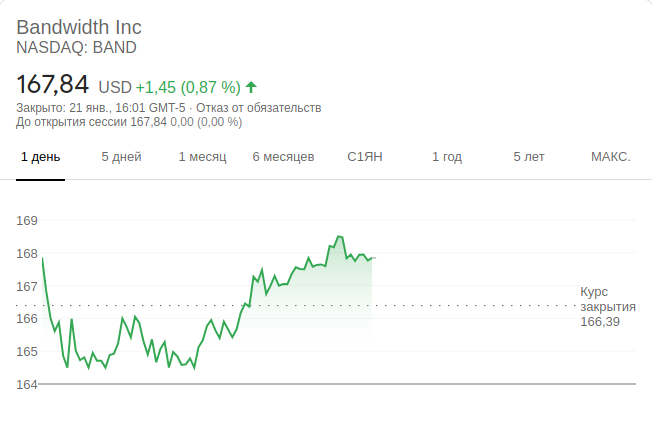 Bandwidth Inc
NASDAQ: BAND
167,84 USD +1,45 (0,87 %)
Закрыто: 21 янв., 16:01 GMT-5 · Отказ от обязательств
До открытия сессии 167,84 0,00 (0,00 %)
1 день 5 дней 1 месяц 6 месяцев С1ЯН 1 год 5 лет МАКС.
169
168
167
166
165
164
Курс
закрытия
166,39